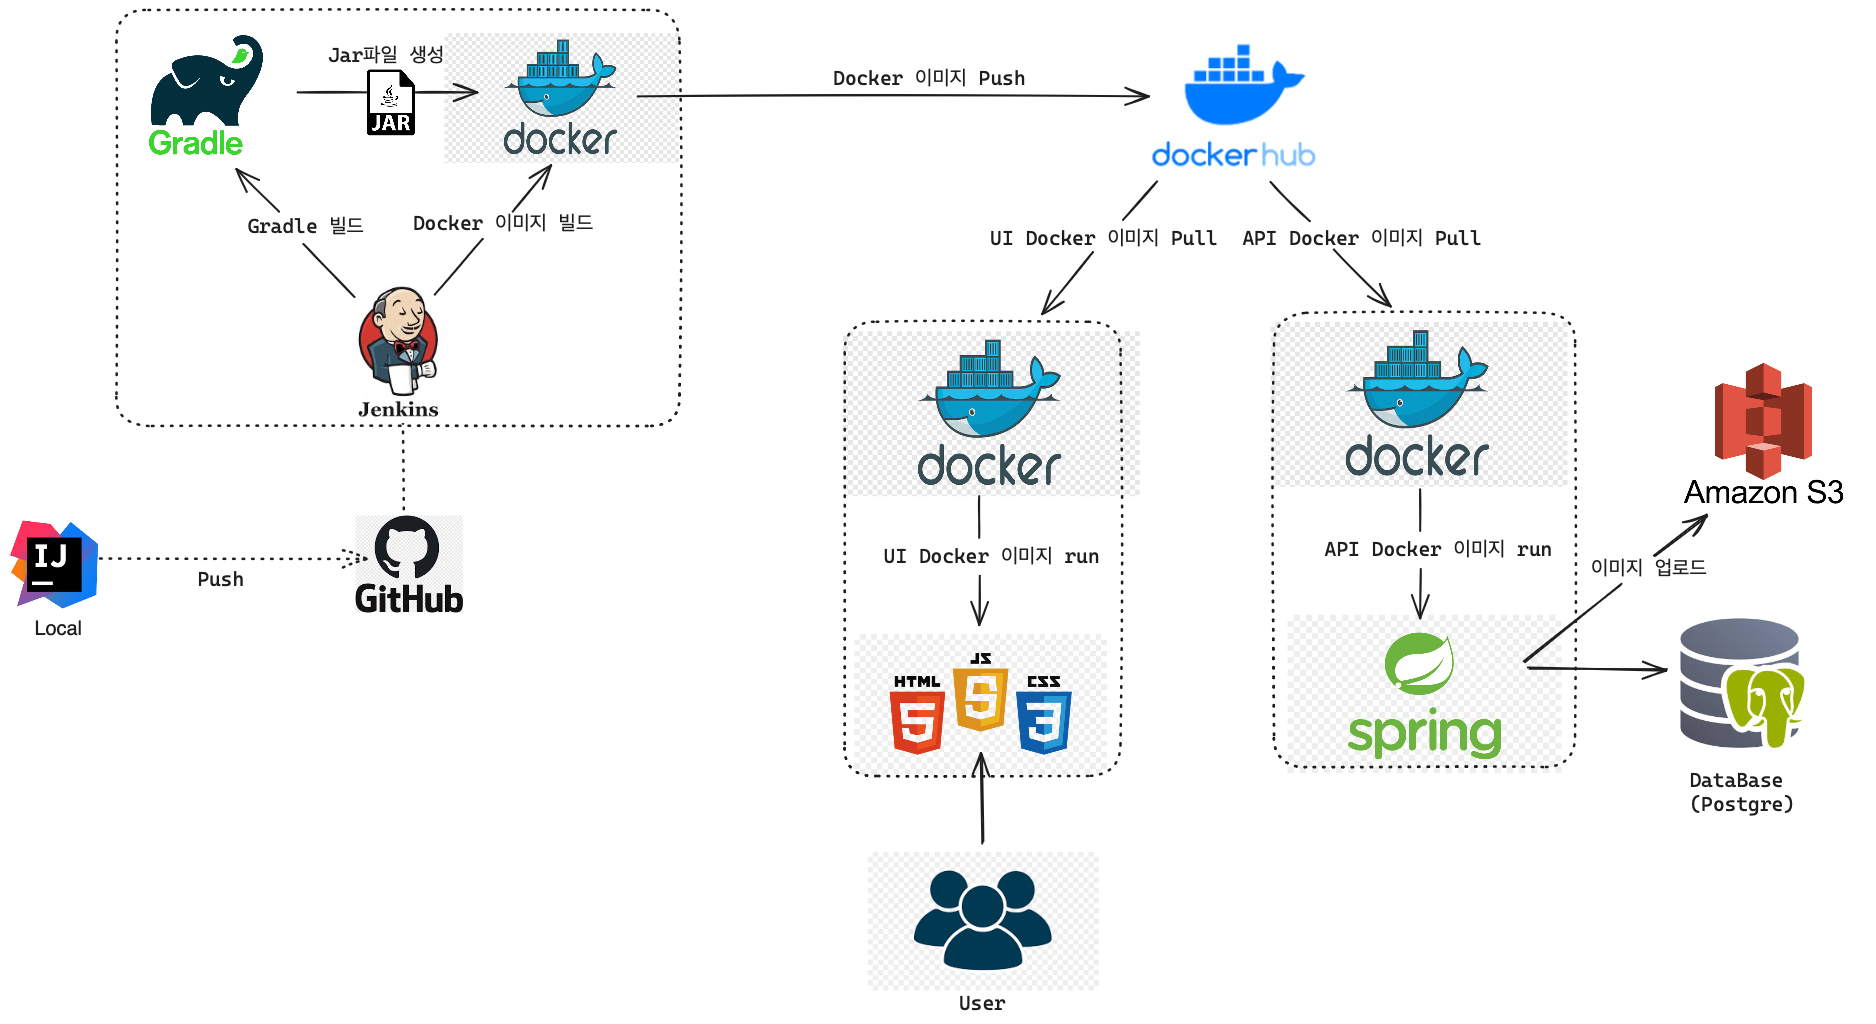 Jar파일 생성
JAR
Gradle
docker
Docker 이미지 Push
docker hub
Gradle 빌드
Docker 이미지 빌드
Jenkins
UI Docker 이미지 Pull
API Docker 이미지 Pull
IJ
Local
Push
GitHub
docker
UI Docker 이미지 run
HTML
5
JS
5
CSS
3
User
docker
API Docker 이미지 run
spring
이미지 업로드
Amazon S3
DataBase
(Postgre)